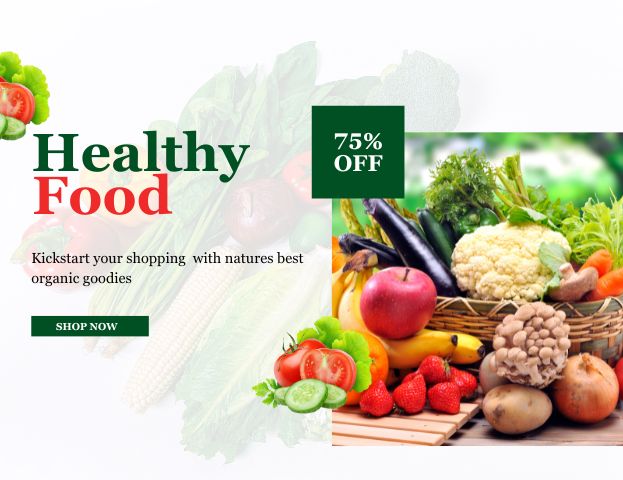 Healthy
Food
75%
OFF
Kickstart your shopping  with natures best
organic goodies
SHOP NOW